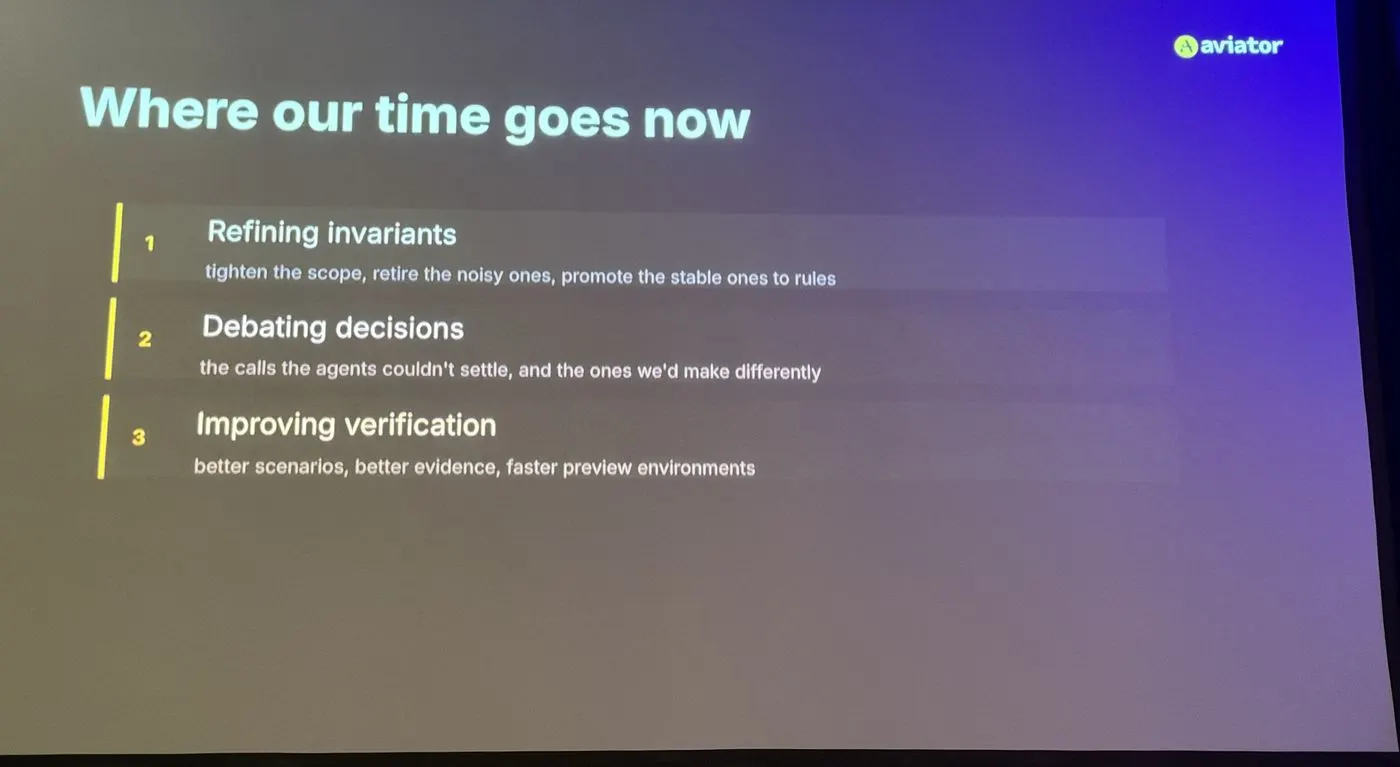 aviator
Where our time goes now
1
Refining invariants
tighten the scope, retire the noisy ones, promote the stable ones to rules
2
Debating decisions
the calls the agents couldn't settle, and the ones we'd make differently
3
Improving verification
better scenarios, better evidence, faster preview environments